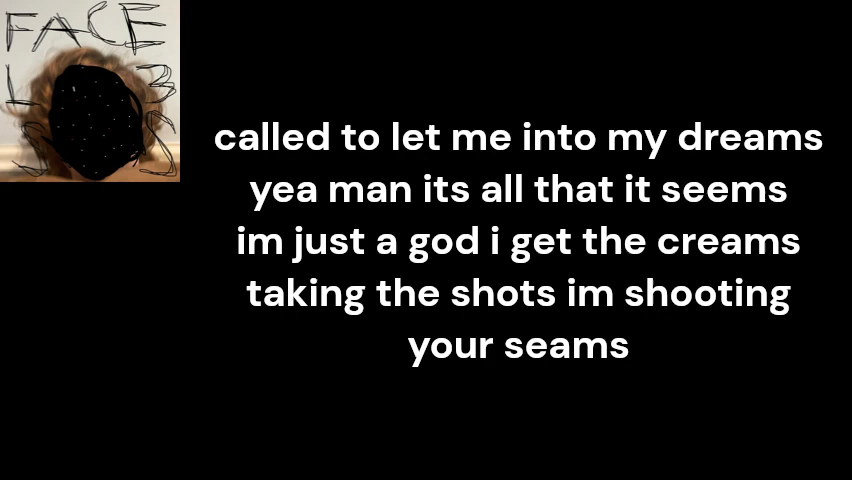 FACE
L 3
S S
called to let me into my dreams
yea man its all that it seems
im just a god i get the creams
taking the shots im shooting
your seams